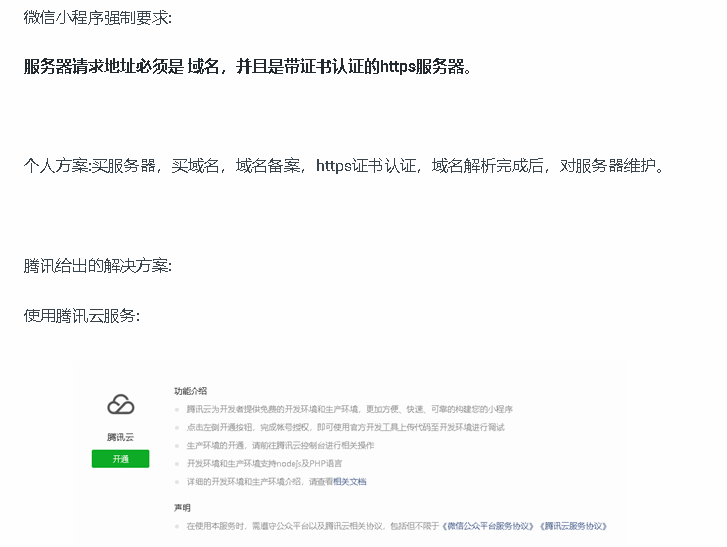 微信小程序强制要求:
服务器请求地址必须是 域名，并且是带证书认证的https服务器。
个人方案:买服务器，买域名，域名备案，https证书认证，域名解析完成后，对服务器维护。
腾讯给出的解决方案:
使用腾讯云服务:
功能介绍
腾讯云为开发者提供免费的开发环境和生产环境，更加方便、快速、可靠的构建您的小程序
腾讯云
点击左侧开通按钮，完成帐号授权，即可使用官方开发工具上传代码至开发环境进行调试
开通
生产环境的开通，请前往腾讯云控制台进行相关操作
开发环境和生产环境支持nodejs及PHP语言
详细的开发环境和生产环境介绍，请查看相关文档
声明
在使用本服务时，需遵守公众平台以及腾讯云相关协议，包括但不限于《微信公众平台服务协议》《腾讯云服务协议》